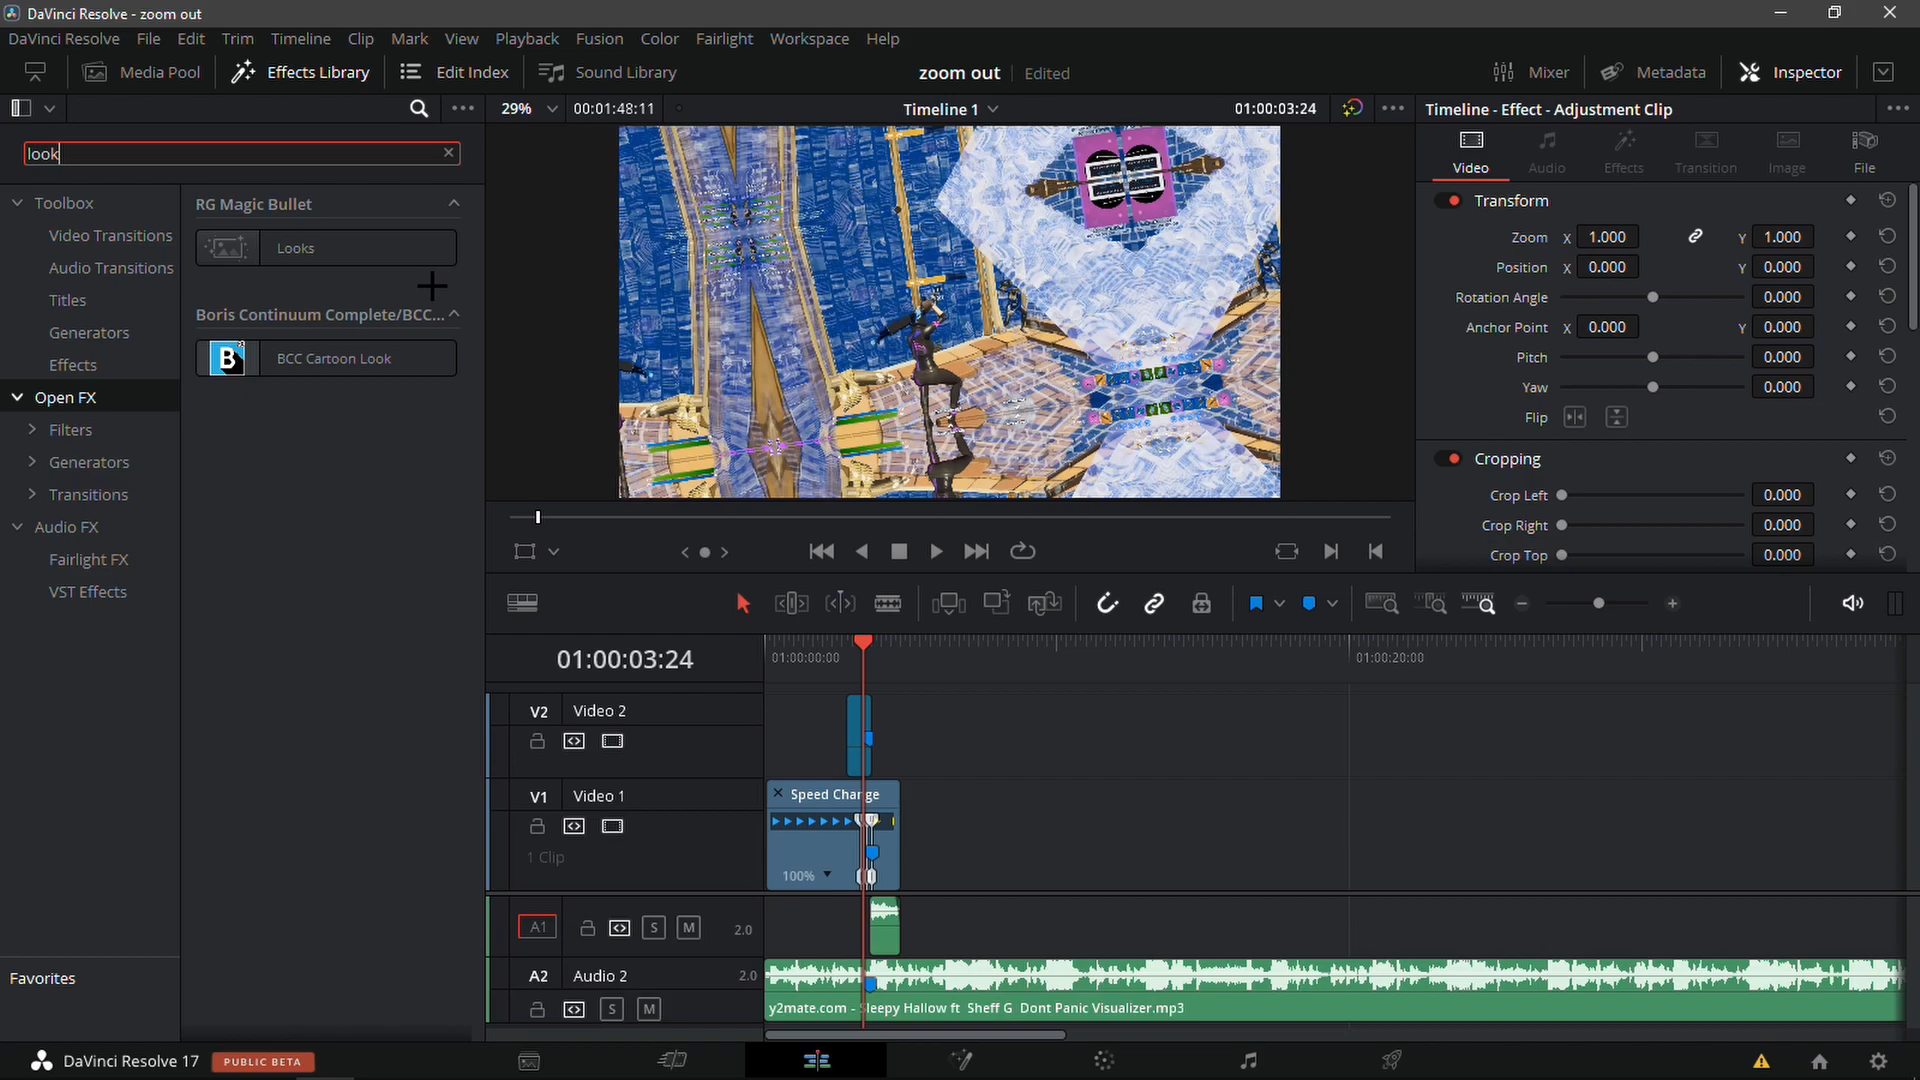 DaVinci Resolve - zoom out
DaVinci Resolve File Edit Trim Timeline Clip Mark View Playback Fusion Color Fairlight Workspace Help
Media Pool Effects Library Edit Index Sound Library zoom out Edited Mixer Metadata Inspector
29% 00:01:48:11 Timeline 1 01:00:03:24 Timeline - Effect - Adjustment Clip
look
Video Audio Effects Transition Image File
Toolbox
Video Transitions
Audio Transitions
Titles
Generators
Effects
Open FX
Filters
Generators
Transitions
Audio FX
Fairlight FX
VST Effects
Favorites
RG Magic Bullet
Looks
Boris Continuum Complete/BCC...
B BCC Cartoon Look
Transform
Zoom X 1.000 Y 1.000
Position X 0.000 Y 0.000
Rotation Angle 0.000
Anchor Point X 0.000 Y 0.000
Pitch 0.000
Yaw 0.000
Flip
Cropping
Crop Left 0.000
Crop Right 0.000
Crop Top 0.000
01:00:03:24 01:00:00:00 01:00:20:00
V2 Video 2
V1 Video 1
1 Clip
Speed Change
100%
A1 S M 2.0
A2 Audio 2 2.0
S M
y2mate.com - Sleepy Hallow ft Sheff G Dont Panic Visualizer.mp3
DaVinci Resolve 17 PUBLIC BETA